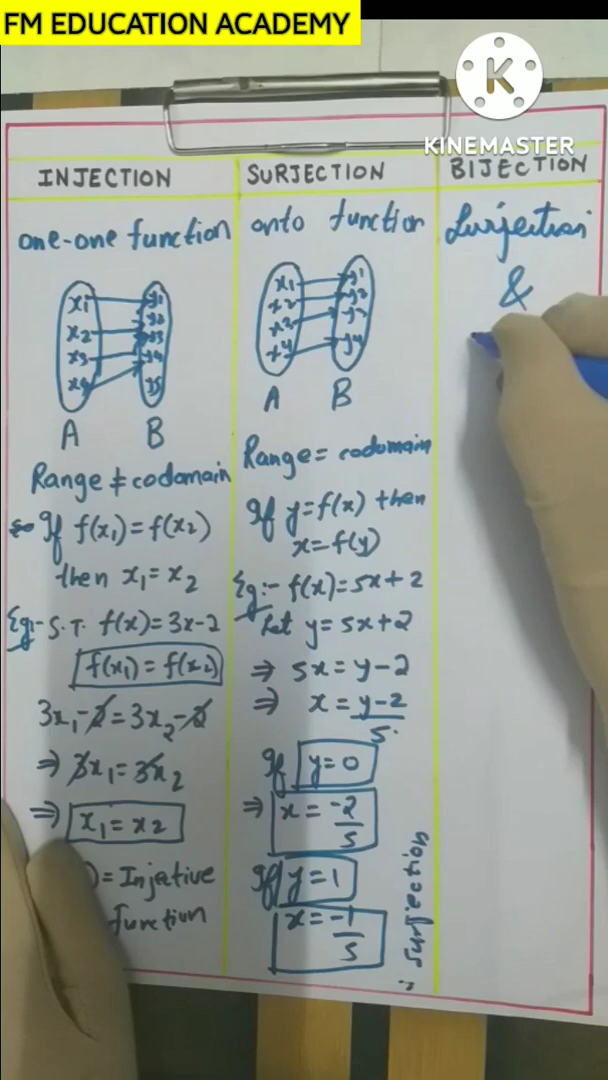 FM EDUCATION ACADEMY
K
KINEMASTER
INJECTION
one-one function
x1
x2
x3
x4
y1
y2
y3
y4
y5
A B
Range ≠ codomain
If f(x₁) = f(x₂)
then x₁ = x₂
Eg:- S.T. f(x) = 3x-2
f(x₁) = f(x₂)
3x₁-2 = 3x₂-2
⇒ 3x₁ = 3x₂
⇒ x₁ = x₂
) = Injective
function
SURJECTION
onto function
x1
x2
x3
x4
y1
y2
y3
y4
A B
Range = codomain
If y = f(x) then
x = f(y)
Eg:- f(x) = 5x + 2
Let y = 5x + 2
⇒ 5x = y-2
⇒ x = y-2/5
If y = 0
⇒ x = -2/5
If y = 1
x = -1/5
∴ surjection
BIJECTION
Surjection
&